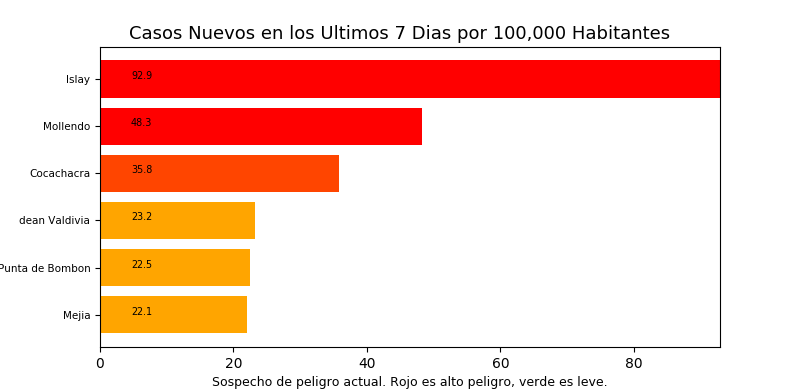 Casos Nuevos en los Ultimos 7 Dias por 100,000 Habitantes
Islay 92.9
Mollendo 48.3
Cocachacra 35.8
dean Valdivia 23.2
Punta de Bombon 22.5
Mejia 22.1
0 20 40 60 80
Sospecho de peligro actual. Rojo es alto peligro, verde es leve.